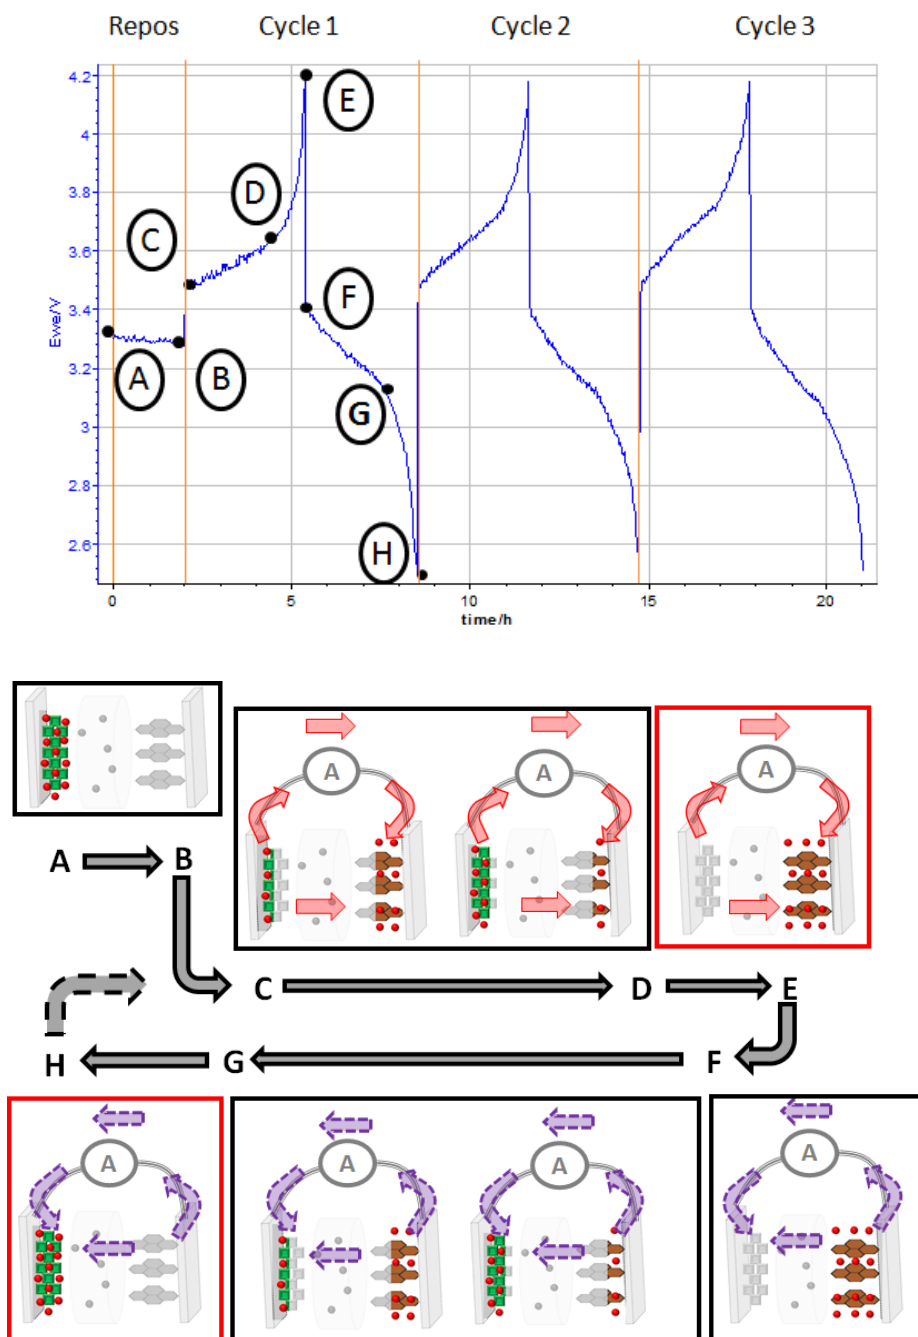 Repos Cycle 1 Cycle 2 Cycle 3
4.2
E
4
3.8
D
3.6
C
3.4
F
Ewe/V
3.2
A B
G
3
2.8
2.6
H
0 5 10 15 20
time/h
A A A
A B
C D E
H G F
A A A A